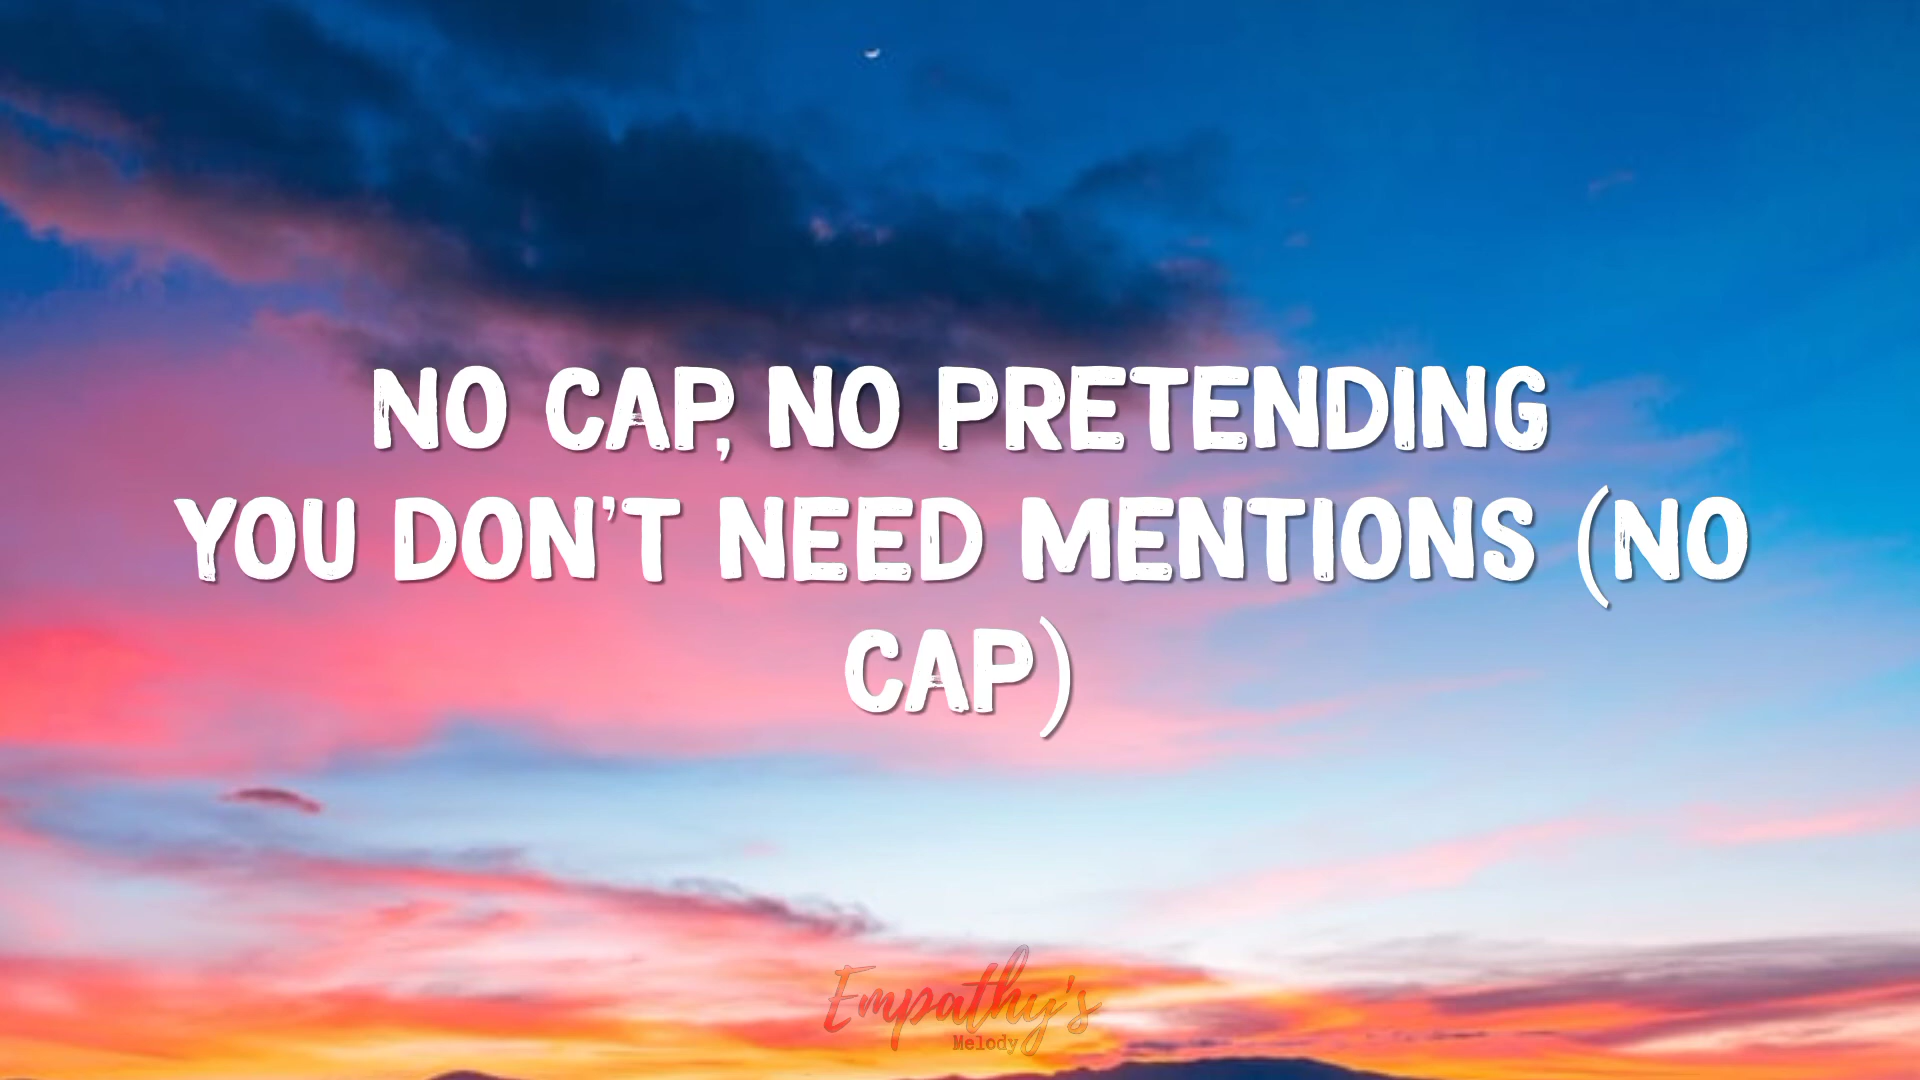 NO CAP, NO PRETENDING
YOU DON'T NEED MENTIONS (NO
CAP)
Empathy's
Melody